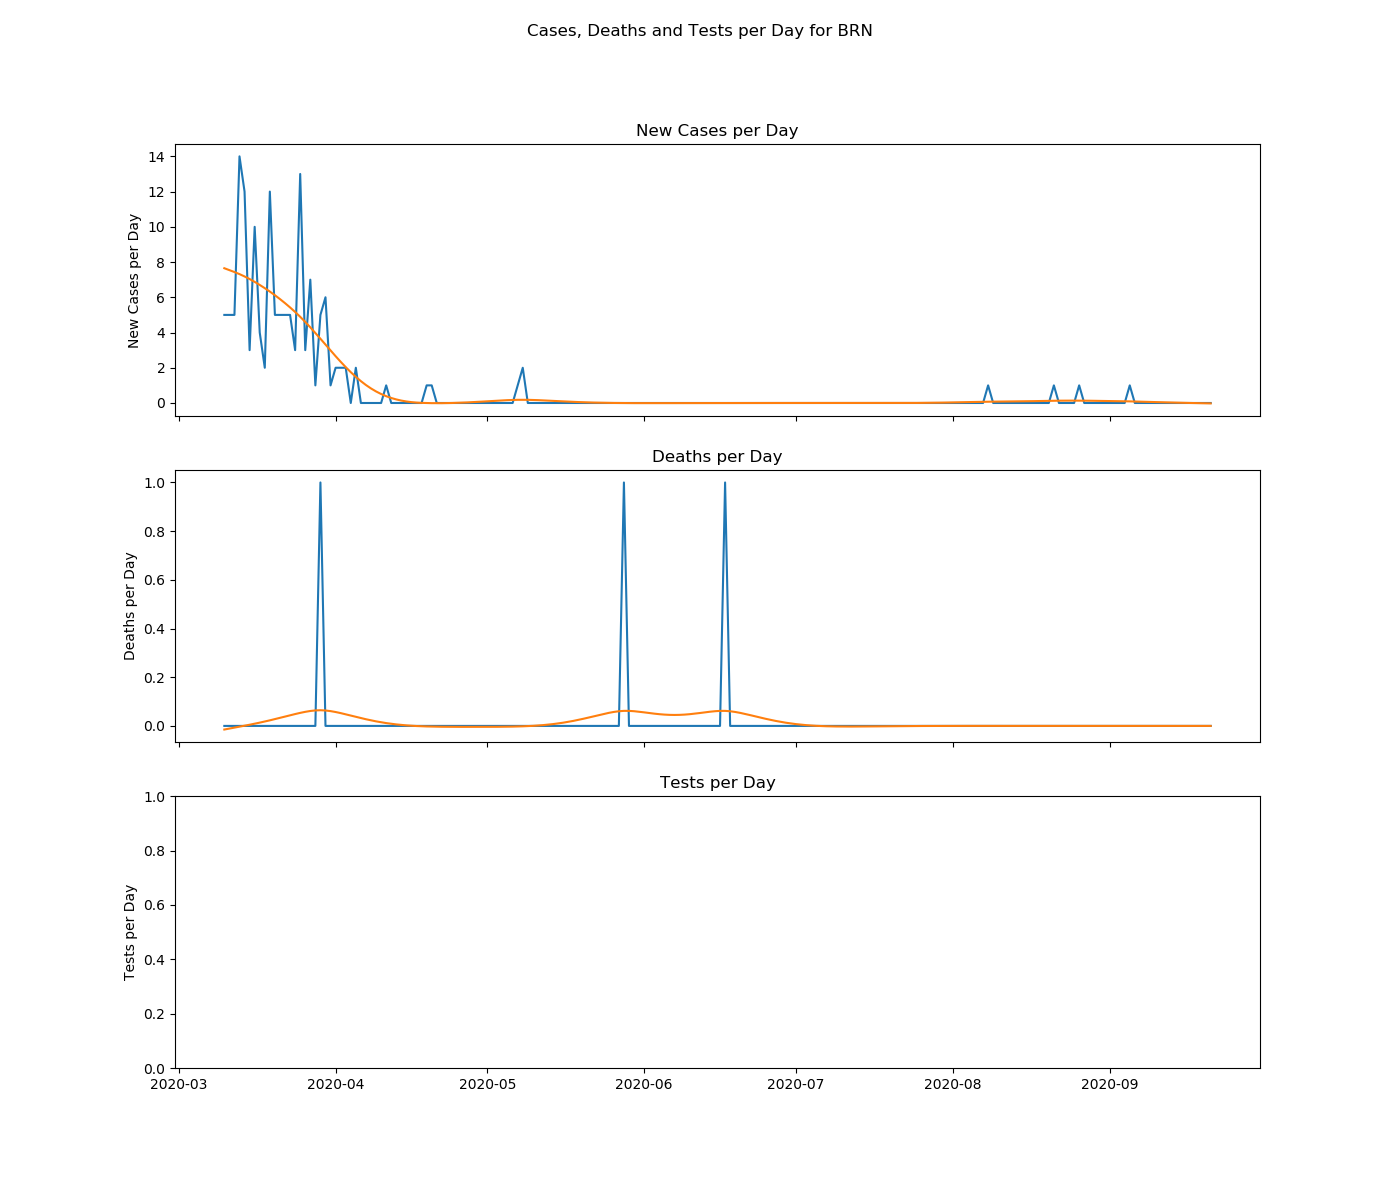 Cases, Deaths and Tests per Day for BRN
New Cases per Day
14
12
10
8
6
4
2
0
New Cases per Day
Deaths per Day
1.0
0.8
0.6
0.4
0.2
0.0
Deaths per Day
Tests per Day
1.0
0.8
0.6
0.4
0.2
0.0
Tests per Day
2020-03 2020-04 2020-05 2020-06 2020-07 2020-08 2020-09